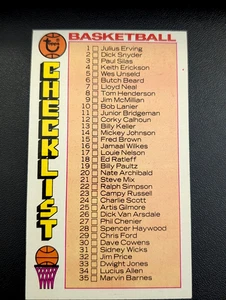 BASKETBALL
CHECKLIST
1 Julius Erving
2 Dick Snyder
3 Paul Silas
4 Keith Erickson
5 Wes Unseld
6 Butch Beard
7 Lloyd Neal
8 Tom Henderson
9 Jim McMillian
10 Bob Lanier
11 Junior Bridgeman
12 Corky Calhoun
13 Billy Keller
14 Mickey Johnson
15 Fred Brown
16 Jamaal Wilkes
17 Louie Nelson
18 Ed Ratleff
19 Billy Paultz
20 Nate Archibald
21 Steve Mix
22 Ralph Simpson
23 Campy Russell
24 Charlie Scott
25 Artis Gilmore
26 Dick Van Arsdale
27 Phil Chenier
28 Spencer Haywood
29 Chris Ford
30 Dave Cowens
31 Sidney Wicks
32 Jim Price
33 Dwight Jones
34 Lucius Allen
35 Marvin Barnes